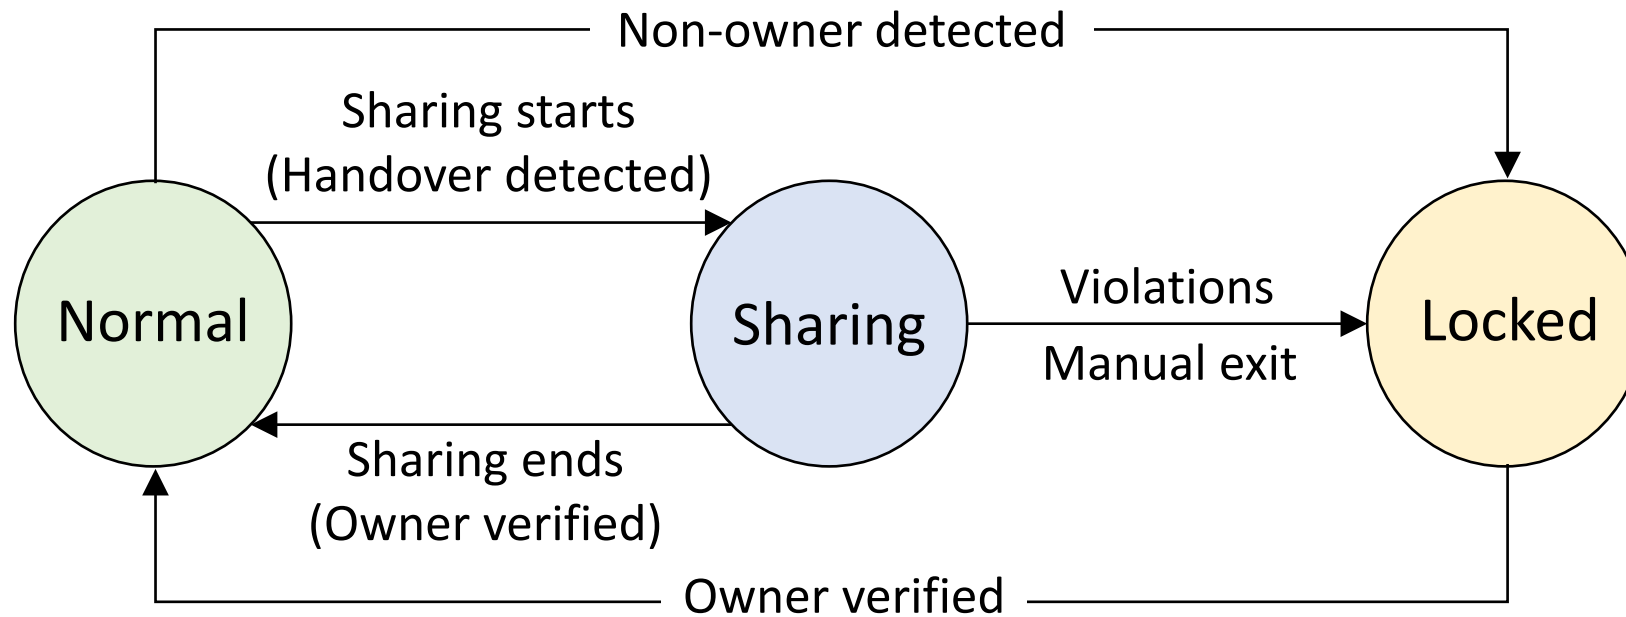 Non-owner detected
Sharing starts
(Handover detected)
Normal
Sharing
Violations
Manual exit
Locked
Sharing ends
(Owner verified)
Owner verified